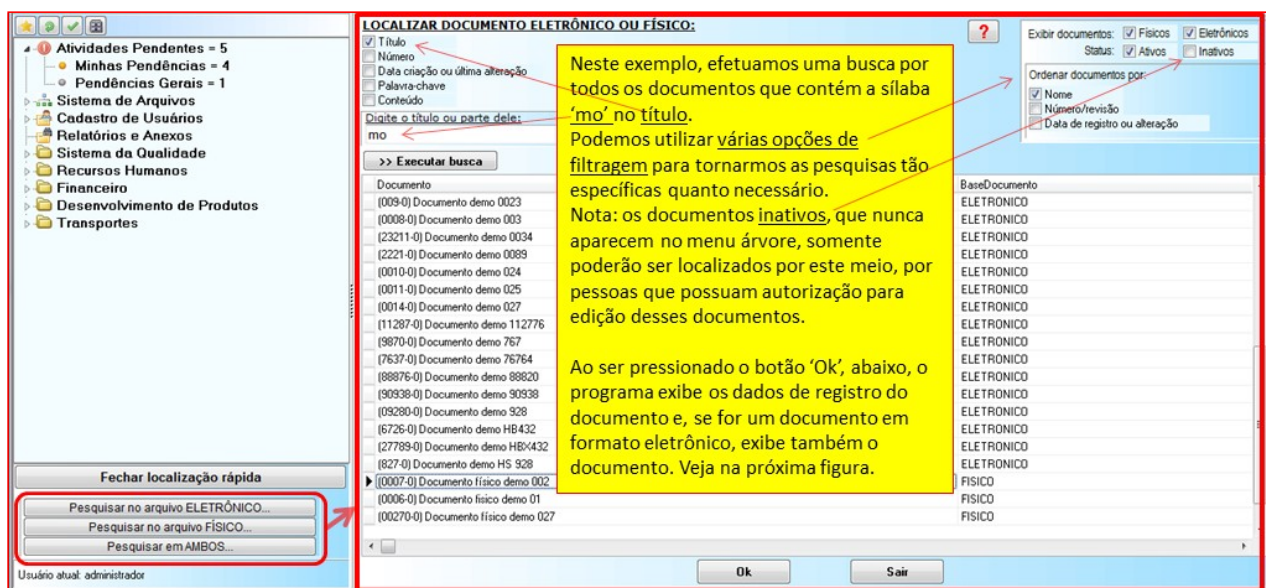 Atividades Pendentes = 5
Minhas Pendências = 4
Pendências Gerais = 1
Sistema de Arquivos
Cadastro de Usuários
Relatórios e Anexos
Sistema da Qualidade
Recursos Humanos
Financeiro
Desenvolvimento de Produtos
Transportes
Fechar localização rápida
Pesquisar no arquivo ELETRÔNICO...
Pesquisar no arquivo FÍSICO...
Pesquisar em AMBOS...
Usuário atual: administrador
LOCALIZAR DOCUMENTO ELETRÔNICO OU FÍSICO:
Título
Número
Data criação ou última alteração
Palavra-chave
Conteúdo
Digite o título ou parte dele:
mo
>> Executar busca
?
Exibir documentos: Físicos Eletrônicos
Status: Ativos Inativos
Ordenar documentos por:
Nome
Número/revisão
Data de registro ou alteração
Neste exemplo, efetuamos uma busca por
todos os documentos que contém a sílaba
‘mo’ no título.
Podemos utilizar várias opções de
filtragem para tornarmos as pesquisas tão
específicas quanto necessário.
Nota: os documentos inativos, que nunca
aparecem no menu árvore, somente
poderão ser localizados por este meio, por
pessoas que possuam autorização para
edição desses documentos.
Ao ser pressionado o botão ‘Ok’, abaixo, o
programa exibe os dados de registro do
documento e, se for um documento em
formato eletrônico, exibe também o
documento. Veja na próxima figura.
Documento BaseDocumento
(009-0) Documento demo 0023 ELETRONICO
(0008-0) Documento demo 003 ELETRONICO
(23211-0) Documento demo 0034 ELETRONICO
(2221-0) Documento demo 0089 ELETRONICO
(0010-0) Documento demo 024 ELETRONICO
(0011-0) Documento demo 025 ELETRONICO
(0014-0) Documento demo 027 ELETRONICO
(11287-0) Documento demo 112776 ELETRONICO
(9870-0) Documento demo 767 ELETRONICO
(7637-0) Documento demo 76764 ELETRONICO
(88876-0) Documento demo 88820 ELETRONICO
(90938-0) Documento demo 90938 ELETRONICO
(09280-0) Documento demo 928 ELETRONICO
(6726-0) Documento demo HB432 ELETRONICO
(27789-0) Documento demo HBX432 ELETRONICO
(827-0) Documento demo HS 928 ELETRONICO
(0007-0) Documento físico demo 002 FISICO
(0006-0) Documento físico demo 01 FISICO
(00270-0) Documento físico demo 027 FISICO
Ok Sair